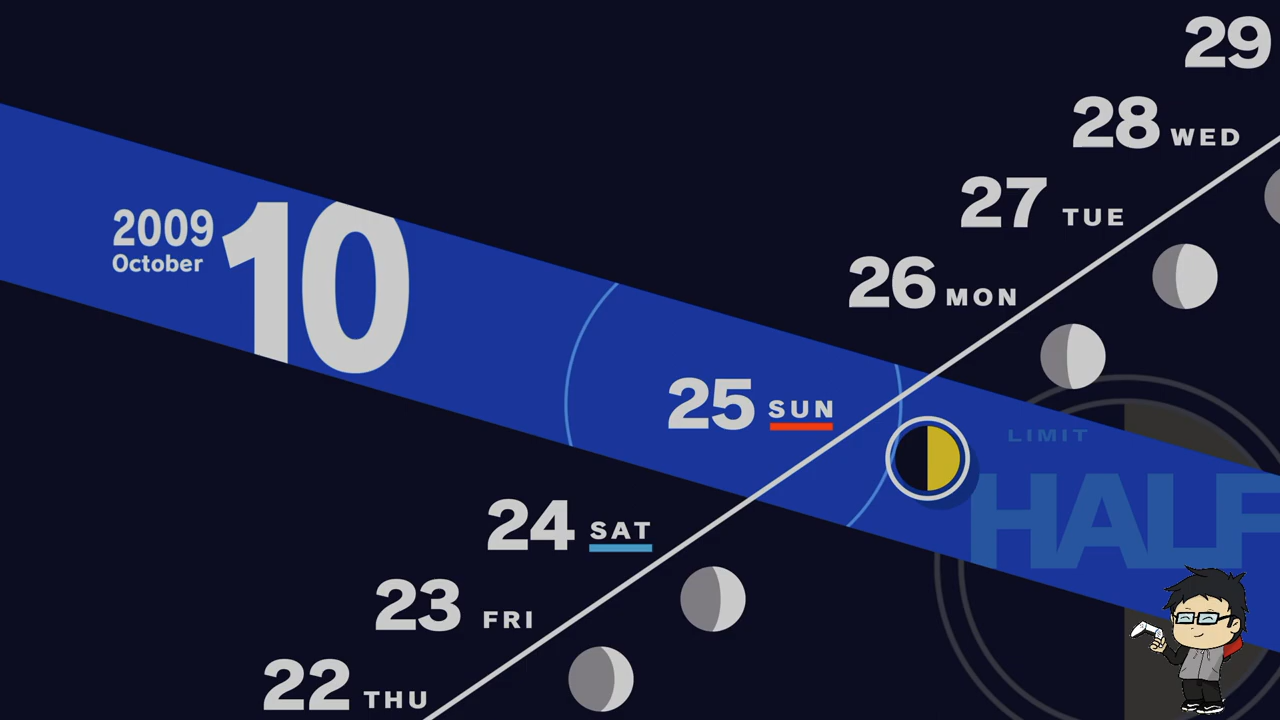 29
28 WED
27 TUE
26 MON
2009
October
10
25 SUN
LIMIT
HALF
24 SAT
23 FRI
22 THU